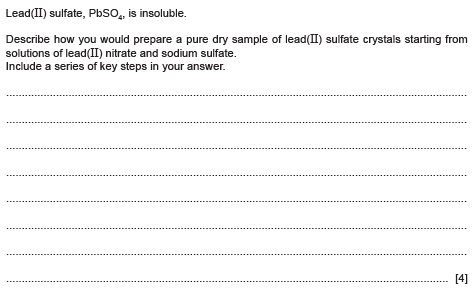 Lead(II) sulfate, PbSO₄, is insoluble.
Describe how you would prepare a pure dry sample of lead(II) sulfate crystals starting from
solutions of lead(II) nitrate and sodium sulfate.
Include a series of key steps in your answer.
[4]